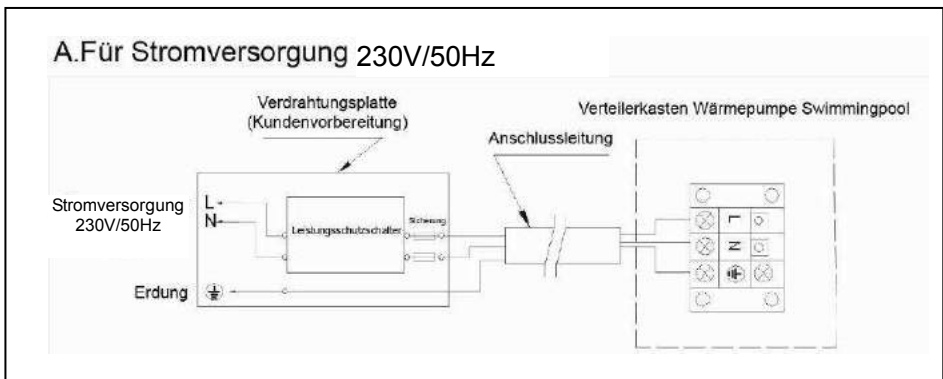 A.Für Stromversorgung 230V/50Hz
Verdrahtungsplatte
(Kundenvorbereitung)
Verteilerkasten Wärmepumpe Swimmingpool
Anschlussleitung
Stromversorgung
230V/50Hz
L
N
Leistungsschutzschalter
Sicherung
Erdung
L
N